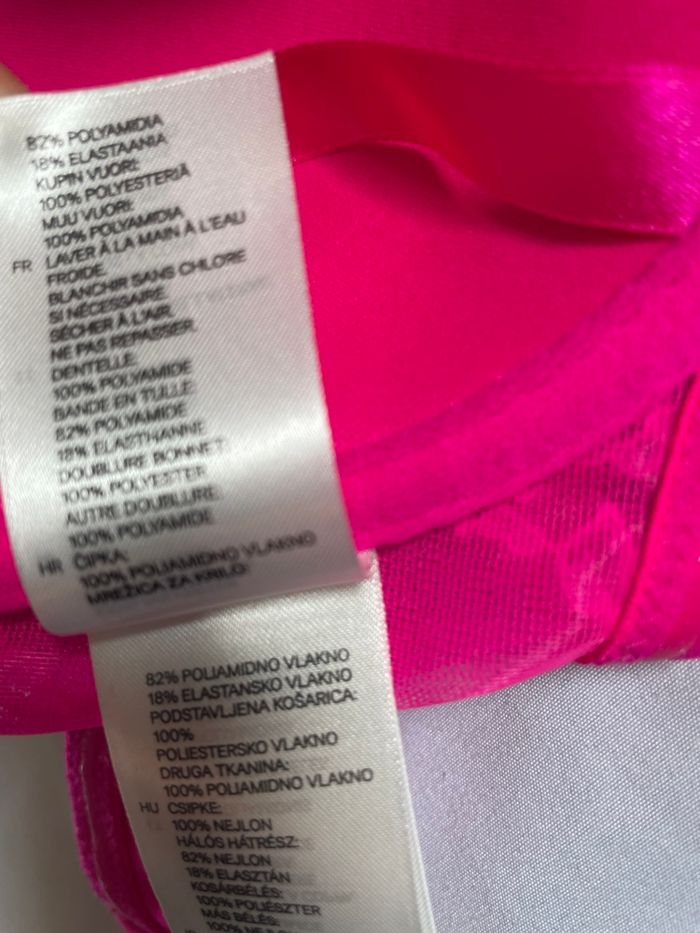 82% POLYAMIDIA
18% ELASTAANIA
KUPIN VUORI:
100% POLYESTERIÄ
MUU VUORI:
100% POLYAMIDIA
FR LAVER À LA MAIN À L'EAU
FROIDE.
BLANCHIR SANS CHLORE
SI NÉCESSAIRE.
SÉCHER À L'AIR.
NE PAS REPASSER.
DENTELLE:
100% POLYAMIDE
BANDE EN TULLE:
82% POLYAMIDE
18% ELASTHANNE
DOUBLURE BONNET:
100% POLYESTER
AUTRE DOUBLURE:
100% POLYAMIDE
HR ČIPKA:
100% POLIAMIDNO VLAKNO
MREŽICA ZA KRILO:
82% POLIAMIDNO VLAKNO
18% ELASTANSKO VLAKNO
PODSTAVLJENA KOŠARICA:
100%
POLIESTERSKO VLAKNO
DRUGA TKANINA:
100% POLIAMIDNO VLAKNO
HU CSIPKE:
100% NEJLON
HÁLÓS HÁTRÉSZ:
82% NEJLON
18% ELASZTÁN
KOSÁRBÉLÉS:
100% POLIÉSZTER
MÁS BÉLÉS:
100% NEJLON